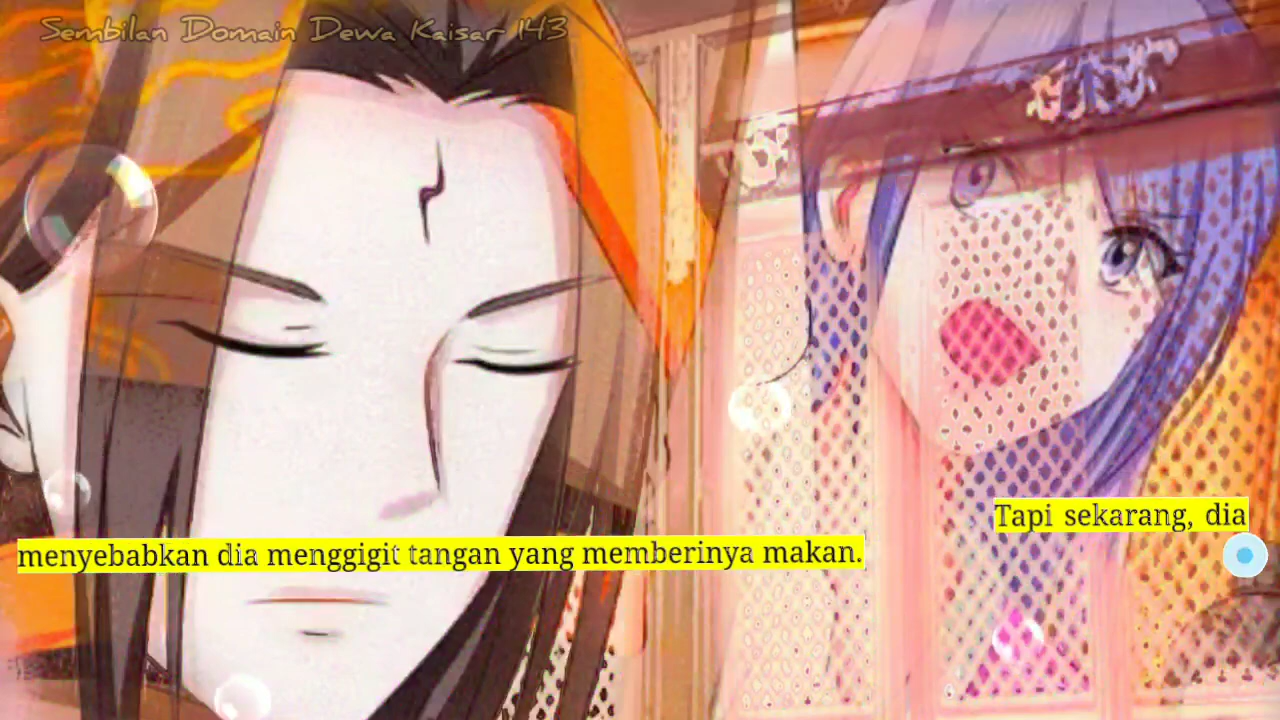 Sembilan Domain Dewa Kaisar 143
Tapi sekarang, dia
menyebabkan dia menggigit tangan yang memberinya makan.